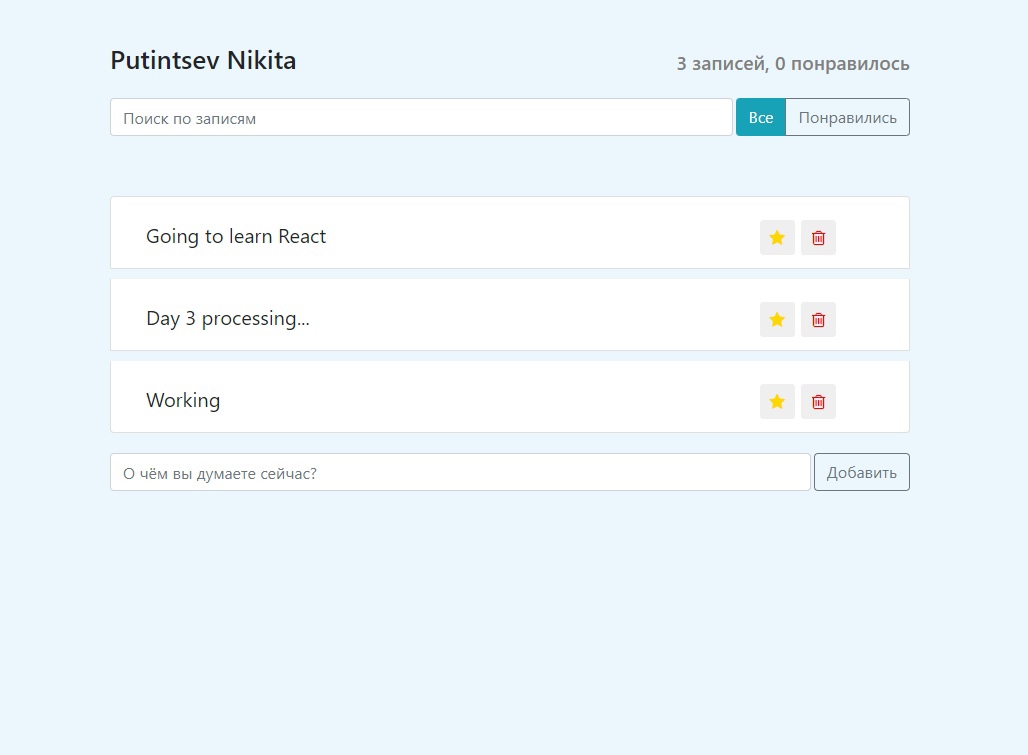 Putintsev Nikita
3 записей, 0 понравилось
Поиск по записям
Все
Понравились
Going to learn React
Day 3 processing...
Working
О чём вы думаете сейчас?
Добавить